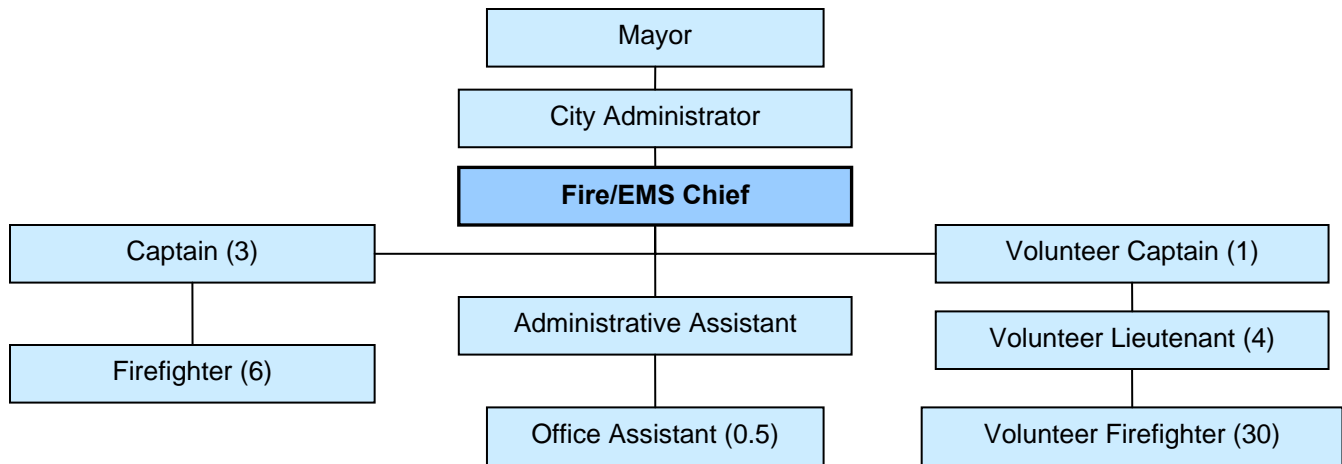 Mayor
City Administrator
Fire/EMS Chief
Captain (3)
Volunteer Captain (1)
Administrative Assistant
Volunteer Lieutenant (4)
Firefighter (6)
Office Assistant (0.5)
Volunteer Firefighter (30)